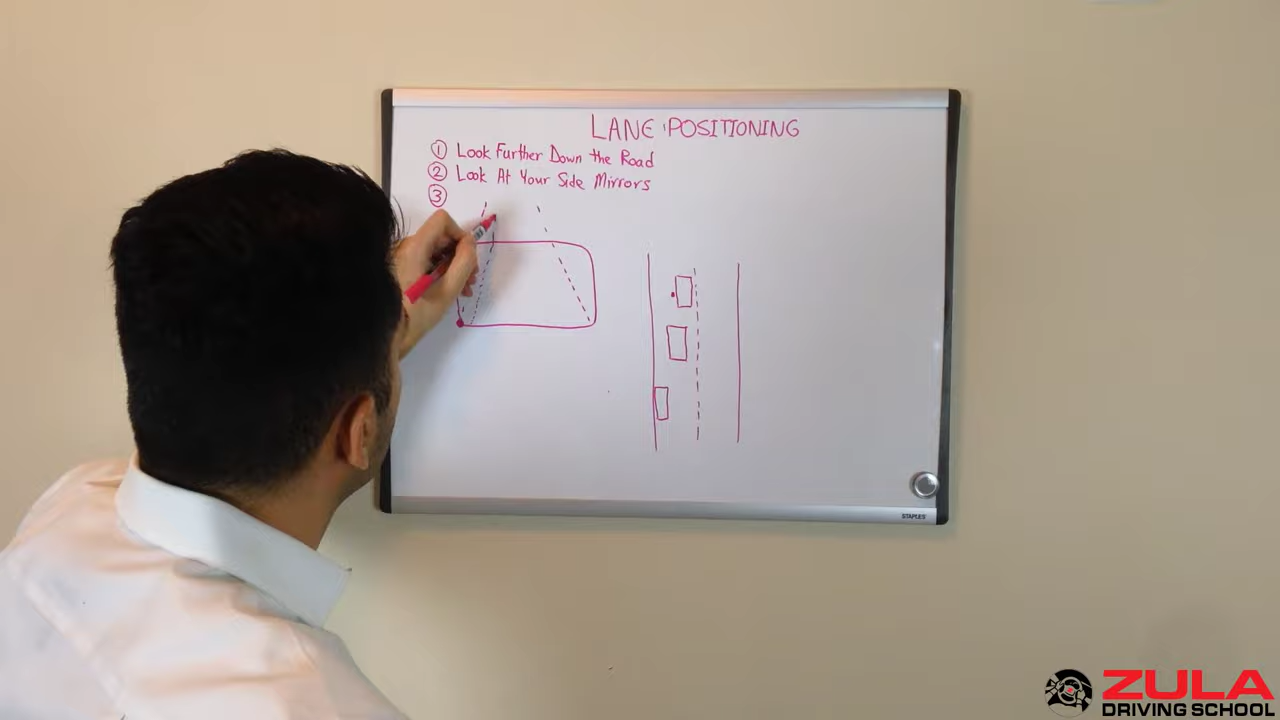 LANE POSITIONING
① Look Further Down the Road
② Look At Your Side Mirrors
③
STAPLES
ZULA
DRIVING SCHOOL